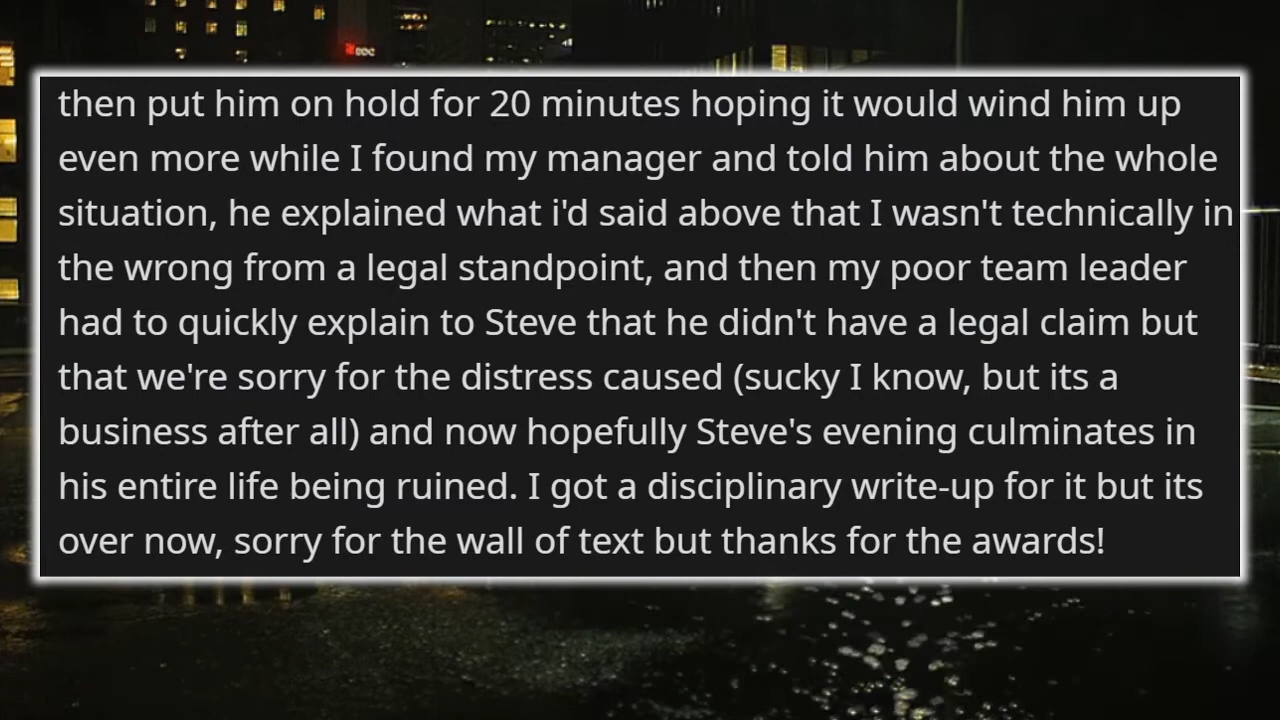 then put him on hold for 20 minutes hoping it would wind him up
even more while I found my manager and told him about the whole
situation, he explained what i'd said above that I wasn't technically in
the wrong from a legal standpoint, and then my poor team leader
had to quickly explain to Steve that he didn't have a legal claim but
that we're sorry for the distress caused (sucky I know, but its a
business after all) and now hopefully Steve's evening culminates in
his entire life being ruined. I got a disciplinary write-up for it but its
over now, sorry for the wall of text but thanks for the awards!